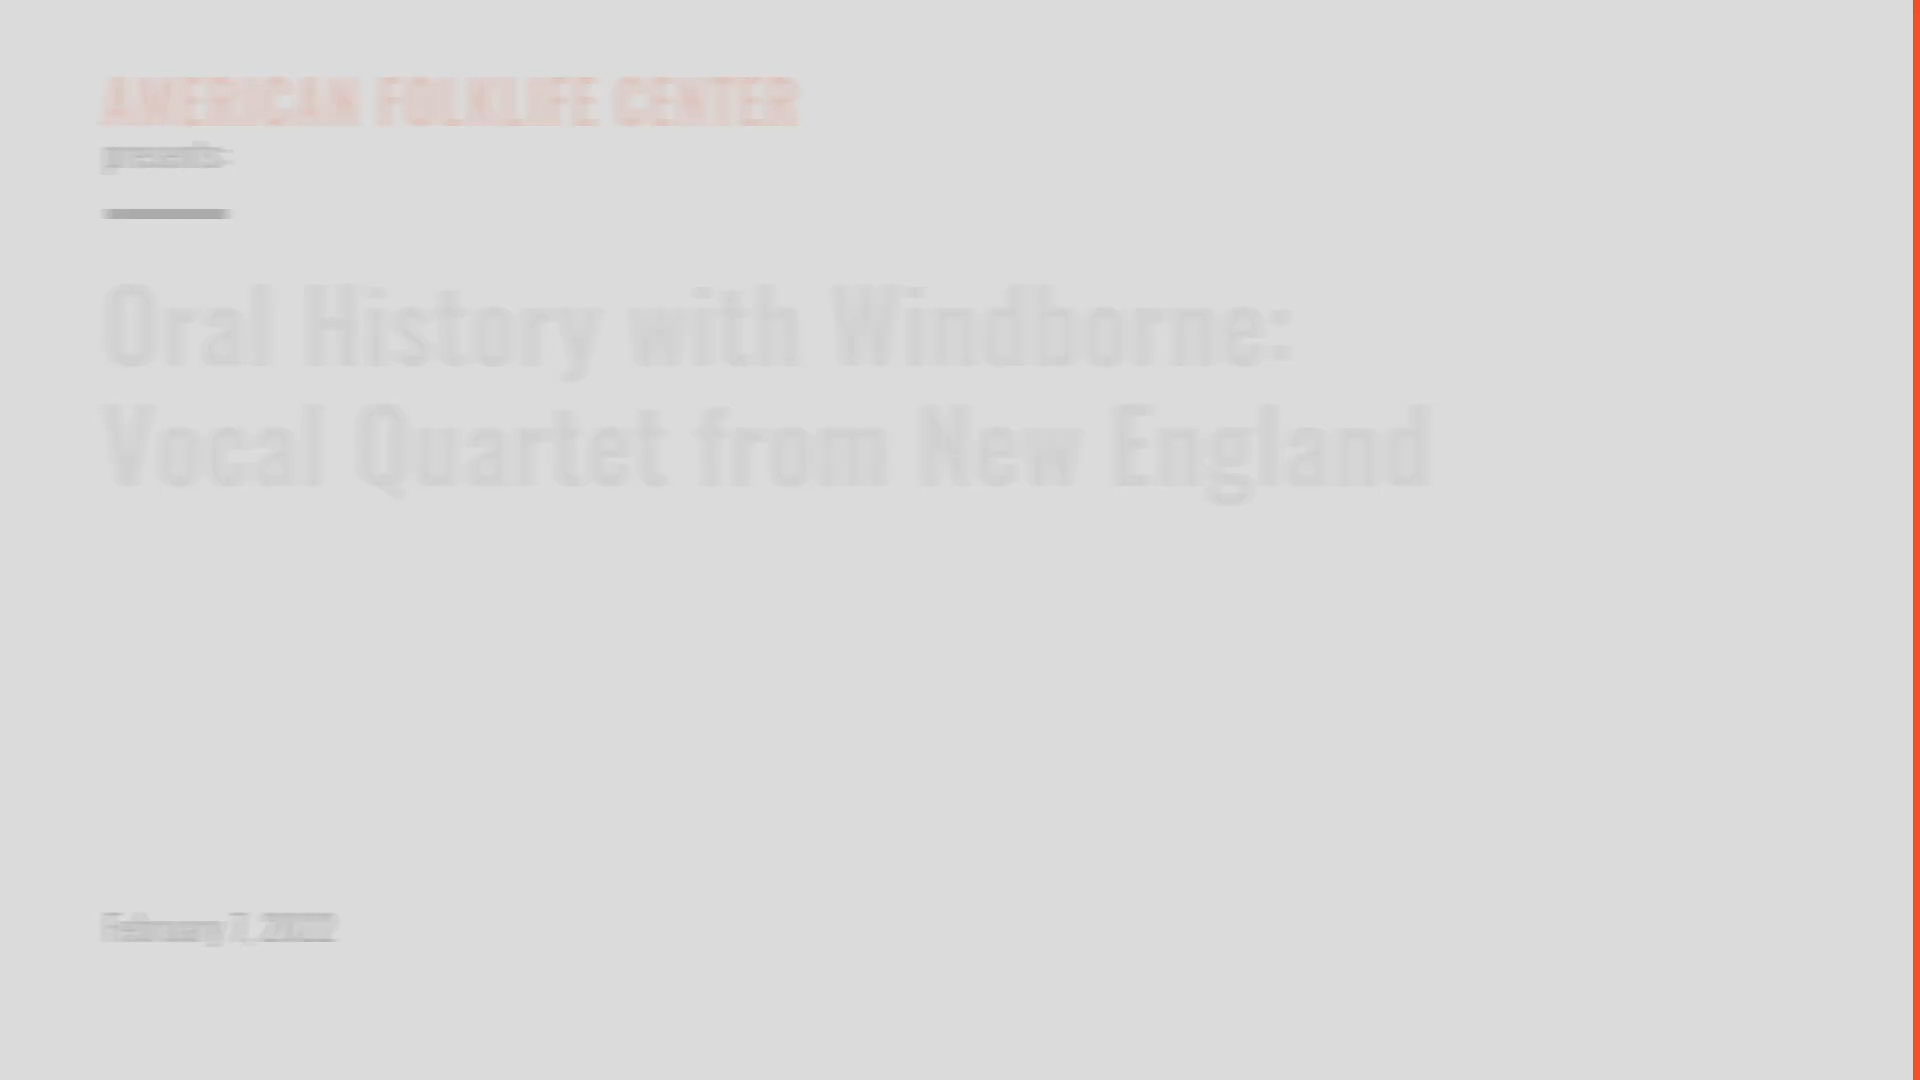 AMERICAN FOLKLIFE CENTER
presents
Oral History with Windborne:
Vocal Quartet from New England
February